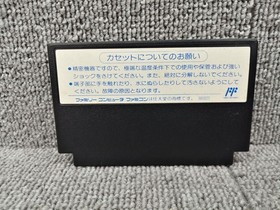 カセットについてのお願い
●精密機器ですので、極端な温度条件下での使用や保管および強い
ショックをさけてください。また、絶対に分解しないでください。
●端子部に手を触れたり、水にぬらしたりして汚さないようにして
ください。故障の原因となります。
ファミリーコンピュータ ファミコンは任天堂の商標です。